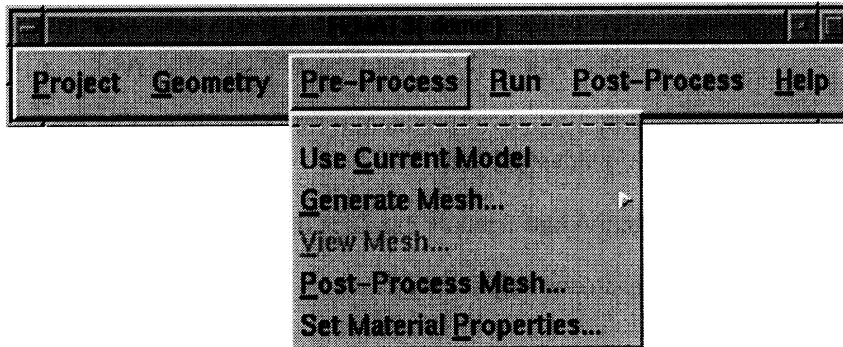 Project Geometry Pre-Process Run Post-Process Help
Use Current Model
Generate Mesh...
View Mesh...
Post-Process Mesh...
Set Material Properties...